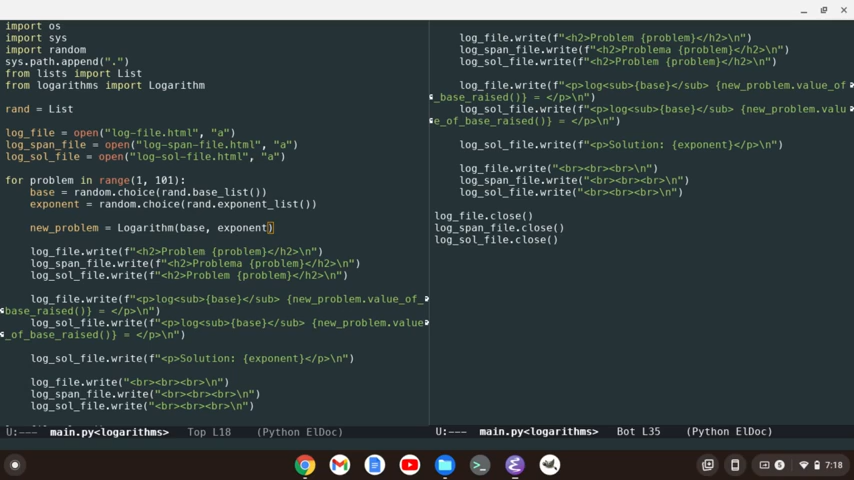 import os
import sys
import random
sys.path.append(".")
from lists import List
from logarithms import Logarithm
rand = List
log_file = open("log-file.html", "a")
log_span_file = open("log-span-file.html", "a")
log_sol_file = open("log-sol-file.html", "a")
for problem in range(1, 101):
base = random.choice(rand.base_list())
exponent = random.choice(rand.exponent_list())
new_problem = Logarithm(base, exponent)
log_file.write(f"<h2>Problem {problem}</h2>\n")
log_span_file.write(f"<h2>Problema {problem}</h2>\n")
log_sol_file.write(f"<h2>Problem {problem}</h2>\n")
log_file.write(f"<p>log<sub>{base}</sub> {new_problem.value_of_
base_raised()} = </p>\n")
log_sol_file.write(f"<p>log<sub>{base}</sub> {new_problem.value
_of_base_raised()} = </p>\n")
log_sol_file.write(f"<p>Solution: {exponent}</p>\n")
log_file.write("<br><br><br>\n")
log_span_file.write("<br><br><br>\n")
log_sol_file.write("<br><br><br>\n")
U:--- main.py<logarithms> Top L18 (Python ElDoc)
log_file.write(f"<h2>Problem {problem}</h2>\n")
log_span_file.write(f"<h2>Problema {problem}</h2>\n")
log_sol_file.write(f"<h2>Problem {problem}</h2>\n")
log_file.write(f"<p>log<sub>{base}</sub> {new_problem.value_of
_base_raised()} = </p>\n")
log_sol_file.write(f"<p>log<sub>{base}</sub> {new_problem.valu
e_of_base_raised()} = </p>\n")
log_sol_file.write(f"<p>Solution: {exponent}</p>\n")
log_file.write("<br><br><br>\n")
log_span_file.write("<br><br><br>\n")
log_sol_file.write("<br><br><br>\n")
log_file.close()
log_span_file.close()
log_sol_file.close()
U:--- main.py<logarithms> Bot L35 (Python ElDoc)
5 7:18